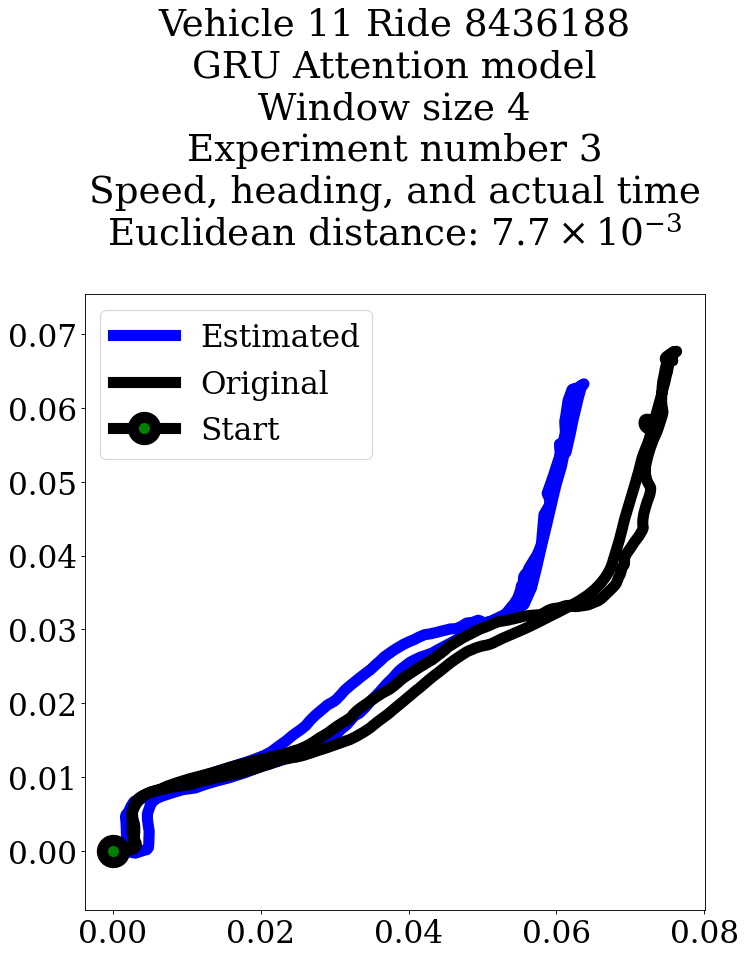 Vehicle 11 Ride 8436188
GRU Attention model
Window size 4
Experiment number 3
Speed, heading, and actual time
Euclidean distance: 7.7 × 10⁻³
Estimated
Original
Start
0.07
0.06
0.05
0.04
0.03
0.02
0.01
0.00
0.00 0.02 0.04 0.06 0.08